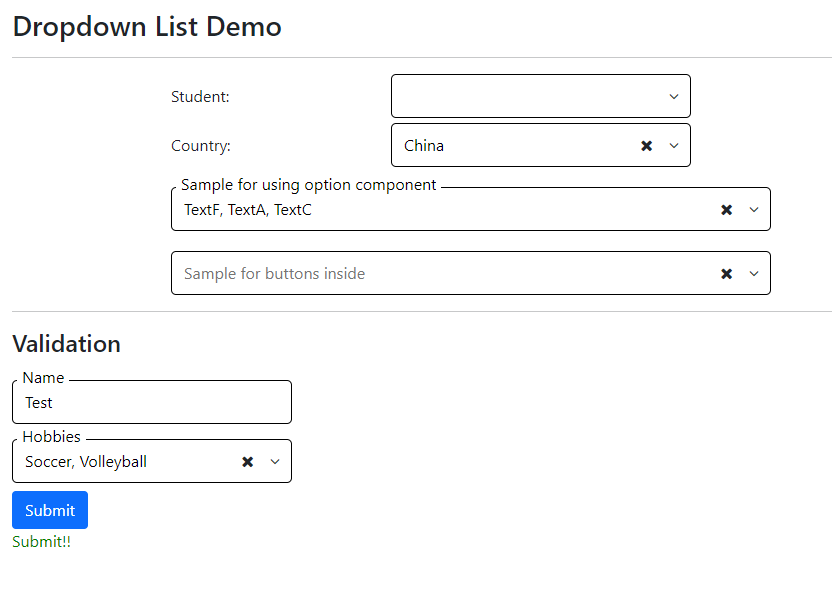 Dropdown List Demo
Student:
Country:
China
Sample for using option component
TextF, TextA, TextC
Sample for buttons inside
Validation
Name
Test
Hobbies
Soccer, Volleyball
Submit
Submit!!